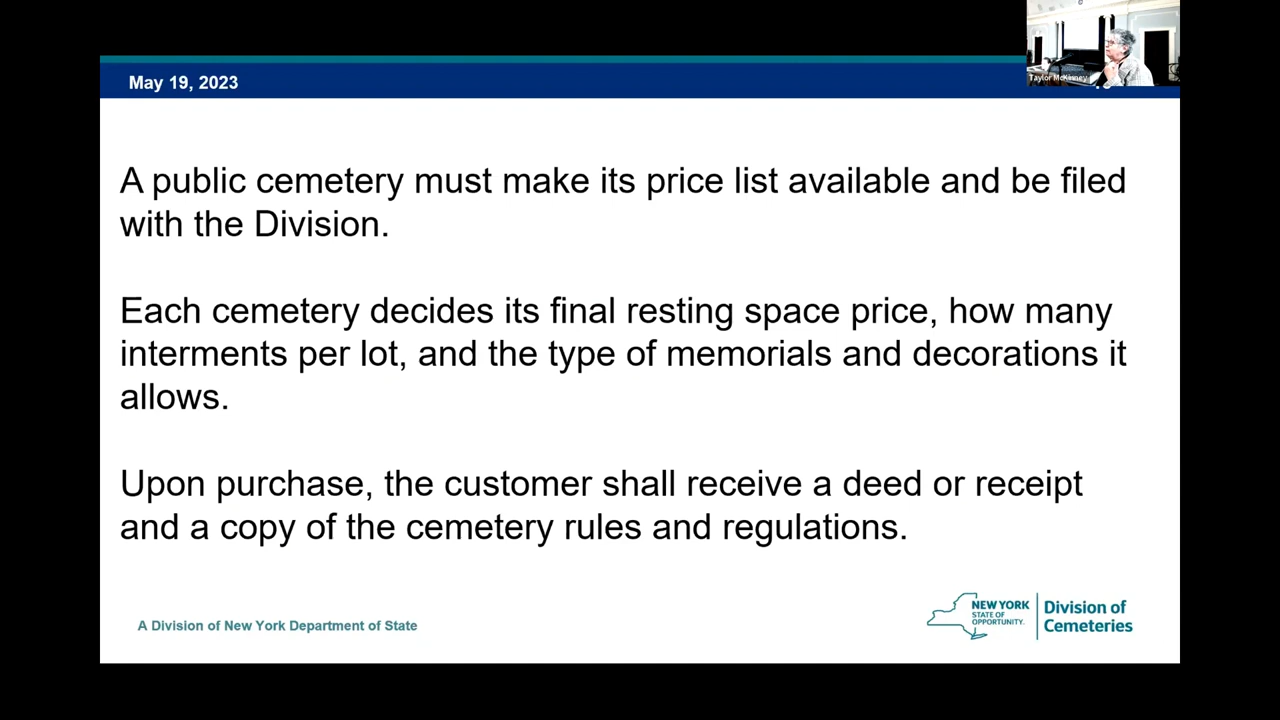 May 19, 2023
Taylor McKinney
A public cemetery must make its price list available and be filed
with the Division.
Each cemetery decides its final resting space price, how many
interments per lot, and the type of memorials and decorations it
allows.
Upon purchase, the customer shall receive a deed or receipt
and a copy of the cemetery rules and regulations.
A Division of New York Department of State
NEW YORK
STATE OF
OPPORTUNITY.
Division of
Cemeteries